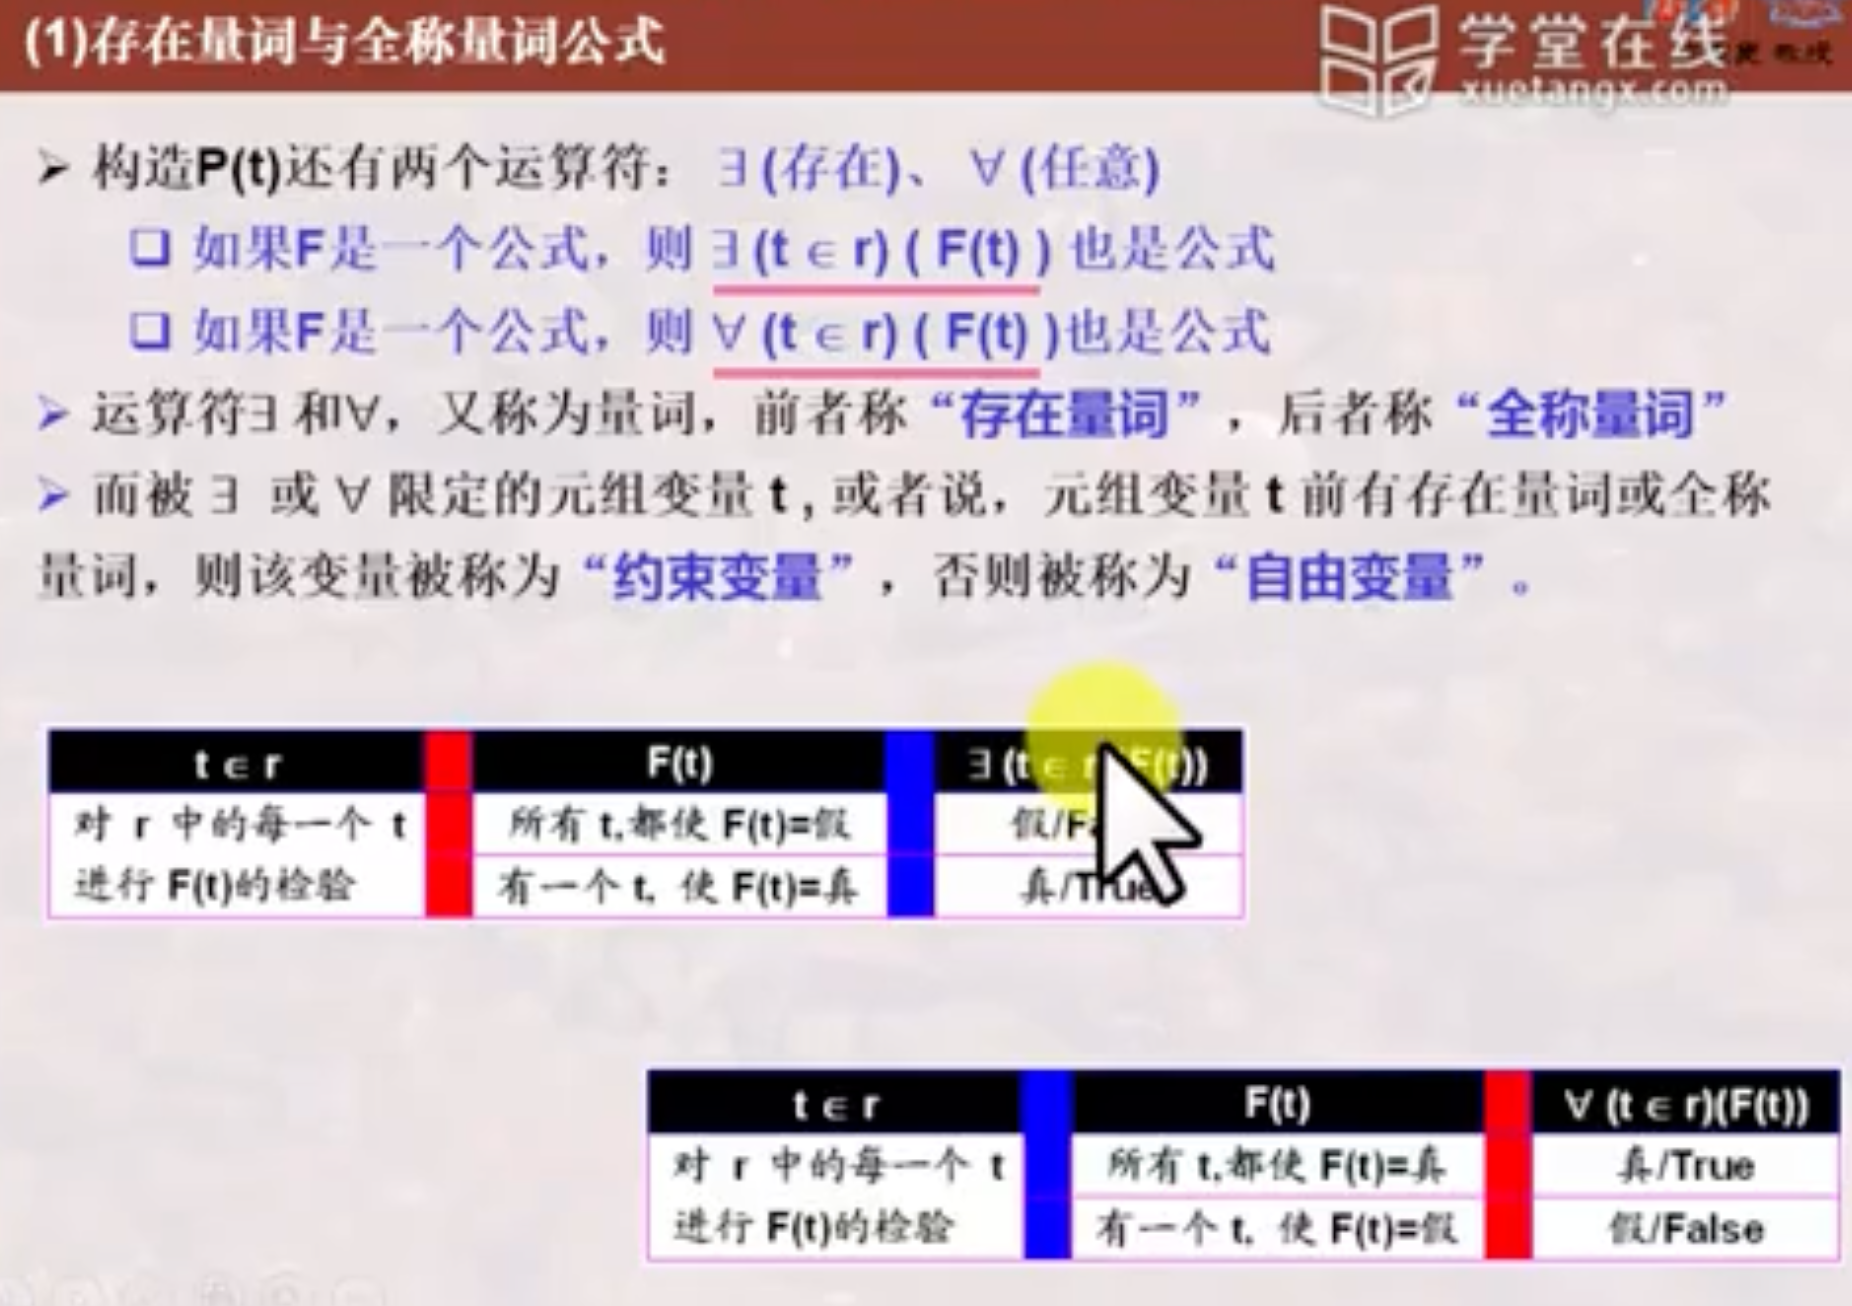 (1)存在量词与全称量词公式
学堂在线
xuetangx.com
教授
➢ 构造P(t)还有两个运算符： ∃ (存在)、 ∀ (任意)
❑ 如果F是一个公式，则 ∃ (t ∈ r) ( F(t) ) 也是公式
❑ 如果F是一个公式，则 ∀ (t ∈ r) ( F(t) )也是公式
➢ 运算符∃ 和∀，又称为量词，前者称“存在量词”，后者称“全称量词”
➢ 而被 ∃ 或 ∀ 限定的元组变量 t , 或者说，元组变量 t 前有存在量词或全称
量词，则该变量被称为“约束变量”，否则被称为“自由变量”。
t ∈ r F(t) ∃ (t ∈ r)(F(t))
对 r 中的每一个 t 所有 t,都使 F(t)=假 假/
进行 F(t)的检验 有一个 t, 使 F(t)=真 真/True
t ∈ r F(t) ∀ (t ∈ r)(F(t))
对 r 中的每一个 t 所有 t,都使 F(t)=真 真/True
进行 F(t)的检验 有一个 t, 使 F(t)=假 假/False